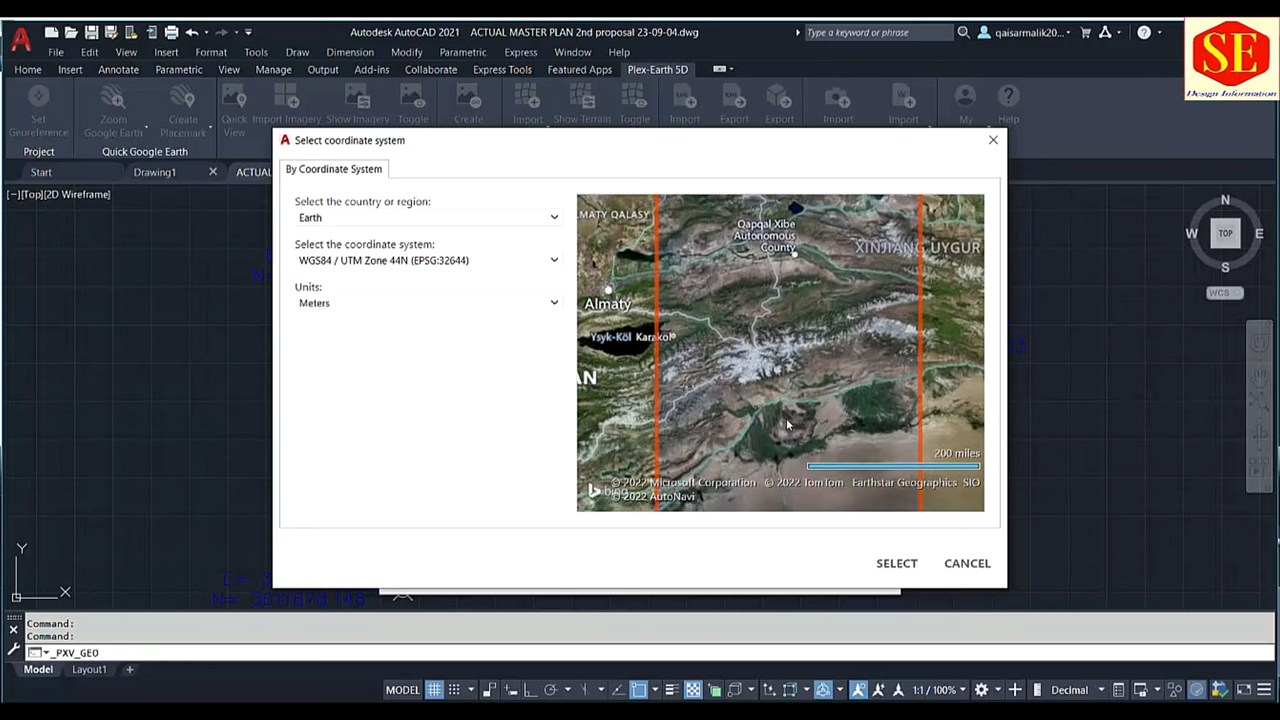 Autodesk AutoCAD 2021 ACTUAL MASTER PLAN 2nd proposal 23-09-04.dwg
Type a keyword or phrase
qaisarmalik20...
File Edit View Insert Format Tools Draw Dimension Modify Parametric Express Window Help
Home Insert Annotate Parametric View Manage Output Add-ins Collaborate Express Tools Featured Apps Plex-Earth 5D
SE
Design Information
Set Georeference
Zoom Google Earth
Create Placemark
Quick View
Import Imagery
Show Imagery
Toggle
Create
Import
Show Terrain
Toggle
Import
Export
Export
Import
Import
My
Help
Project
Quick Google Earth
Start
Drawing1
ACTUAL
[−][Top][2D Wireframe]
Select coordinate system
By Coordinate System
Select the country or region:
Earth
Select the coordinate system:
WGS84 / UTM Zone 44N (EPSG:32644)
Units:
Meters
LMATY QALASY
Qapqal Xibe
Autonomous
County
XINJIANG UYGUR
Almaty
Ysyk-Köl Karakol
AN
200 miles
© 2022 Microsoft Corporation © 2022 TomTom Earthstar Geographics SIO
© 2022 AutoNavi
bing
SELECT
CANCEL
N
W TOP E
S
WCS
E= 3
N= 3611878.148
Y
X
Command:
Command:
_PXV_GEO
Model Layout1 +
MODEL
1:1 / 100%
Decimal